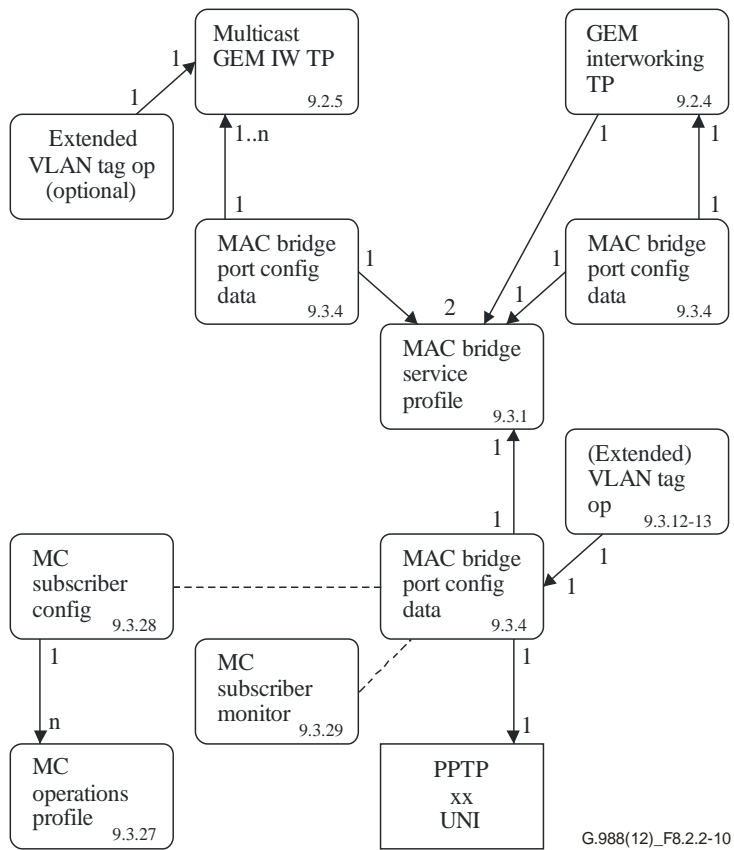 Multicast
GEM IW TP
9.2.5
GEM
interworking
TP
9.2.4
1
1
Extended
VLAN tag op
(optional)
1..n
1
1
1
1
MAC bridge
port config
data
9.3.4
1
MAC bridge
port config
data
9.3.4
1
1
2
MAC bridge
service
profile
9.3.1
1
1
(Extended)
VLAN tag
op
9.3.12-13
1
1
MC
subscriber
config
9.3.28
MAC bridge
port config
data
9.3.4
1
n
MC
subscriber
monitor
9.3.29
1
1
MC
operations
profile
9.3.27
PPTP
xx
UNI
G.988(12)_F8.2.2-10